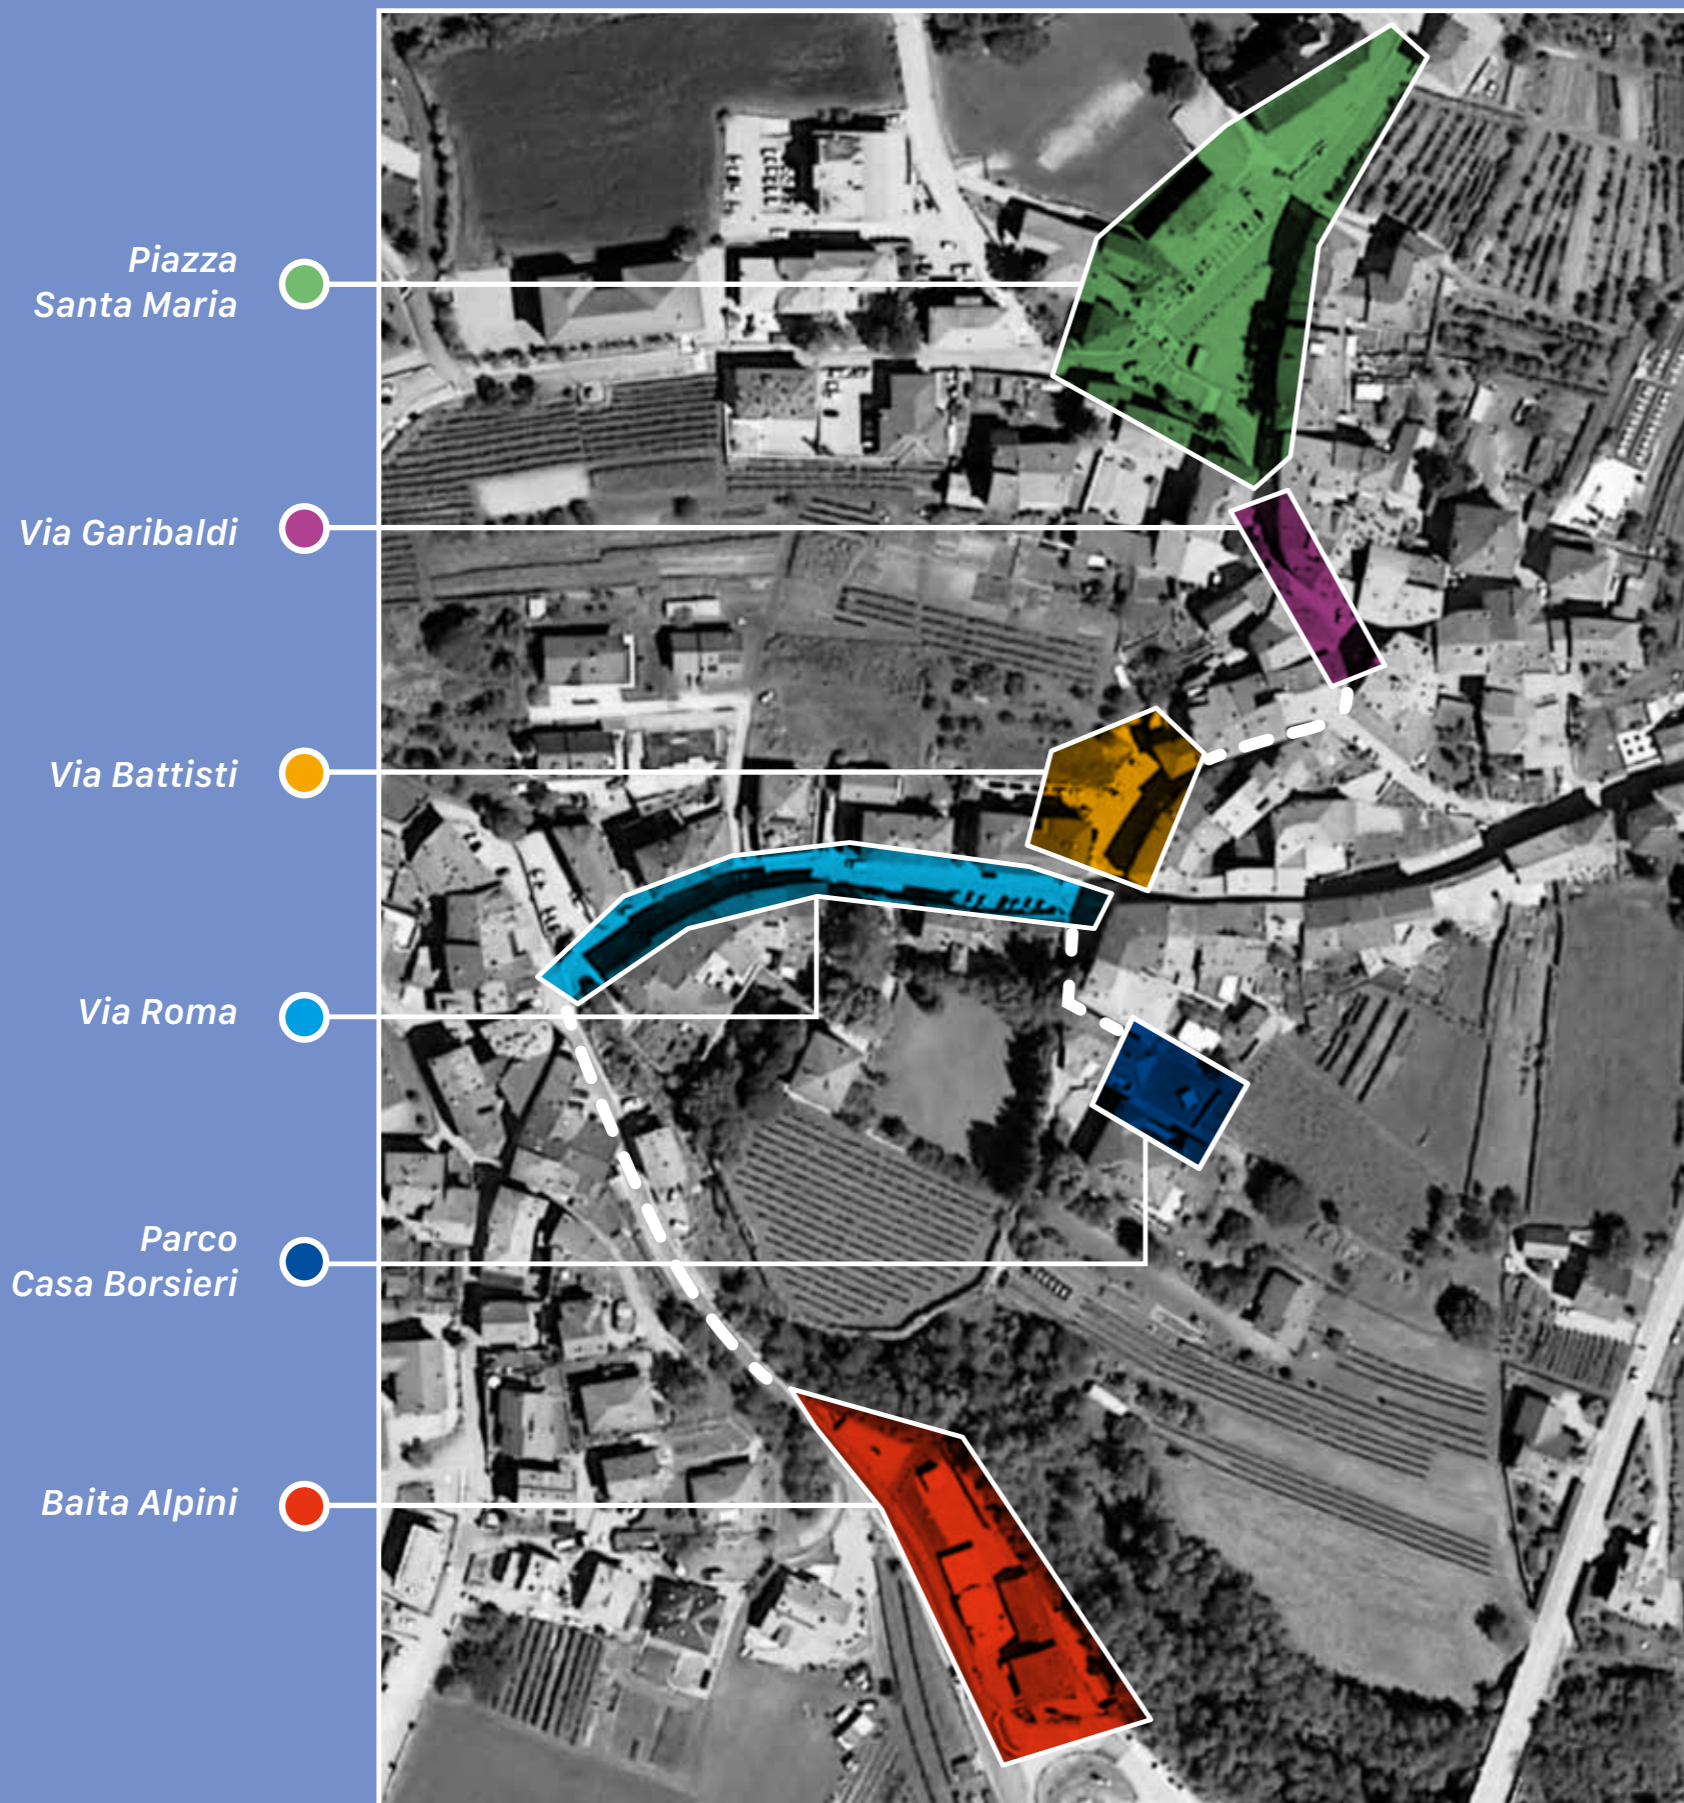 Piazza
Santa Maria
Via Garibaldi
Via Battisti
Via Roma
Parco
Casa Borsieri
Baita Alpini